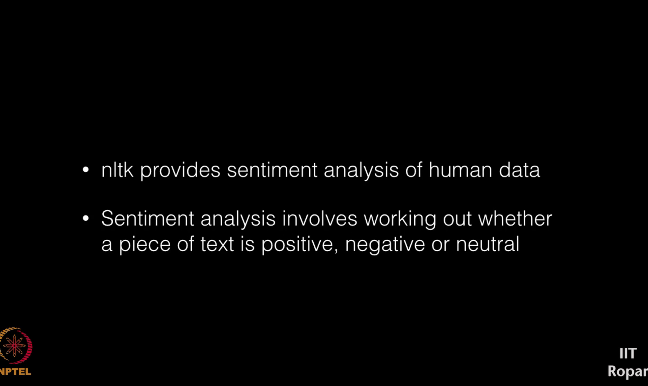 • nltk provides sentiment analysis of human data
• Sentiment analysis involves working out whether
a piece of text is positive, negative or neutral
NPTEL
IIT
Ropar